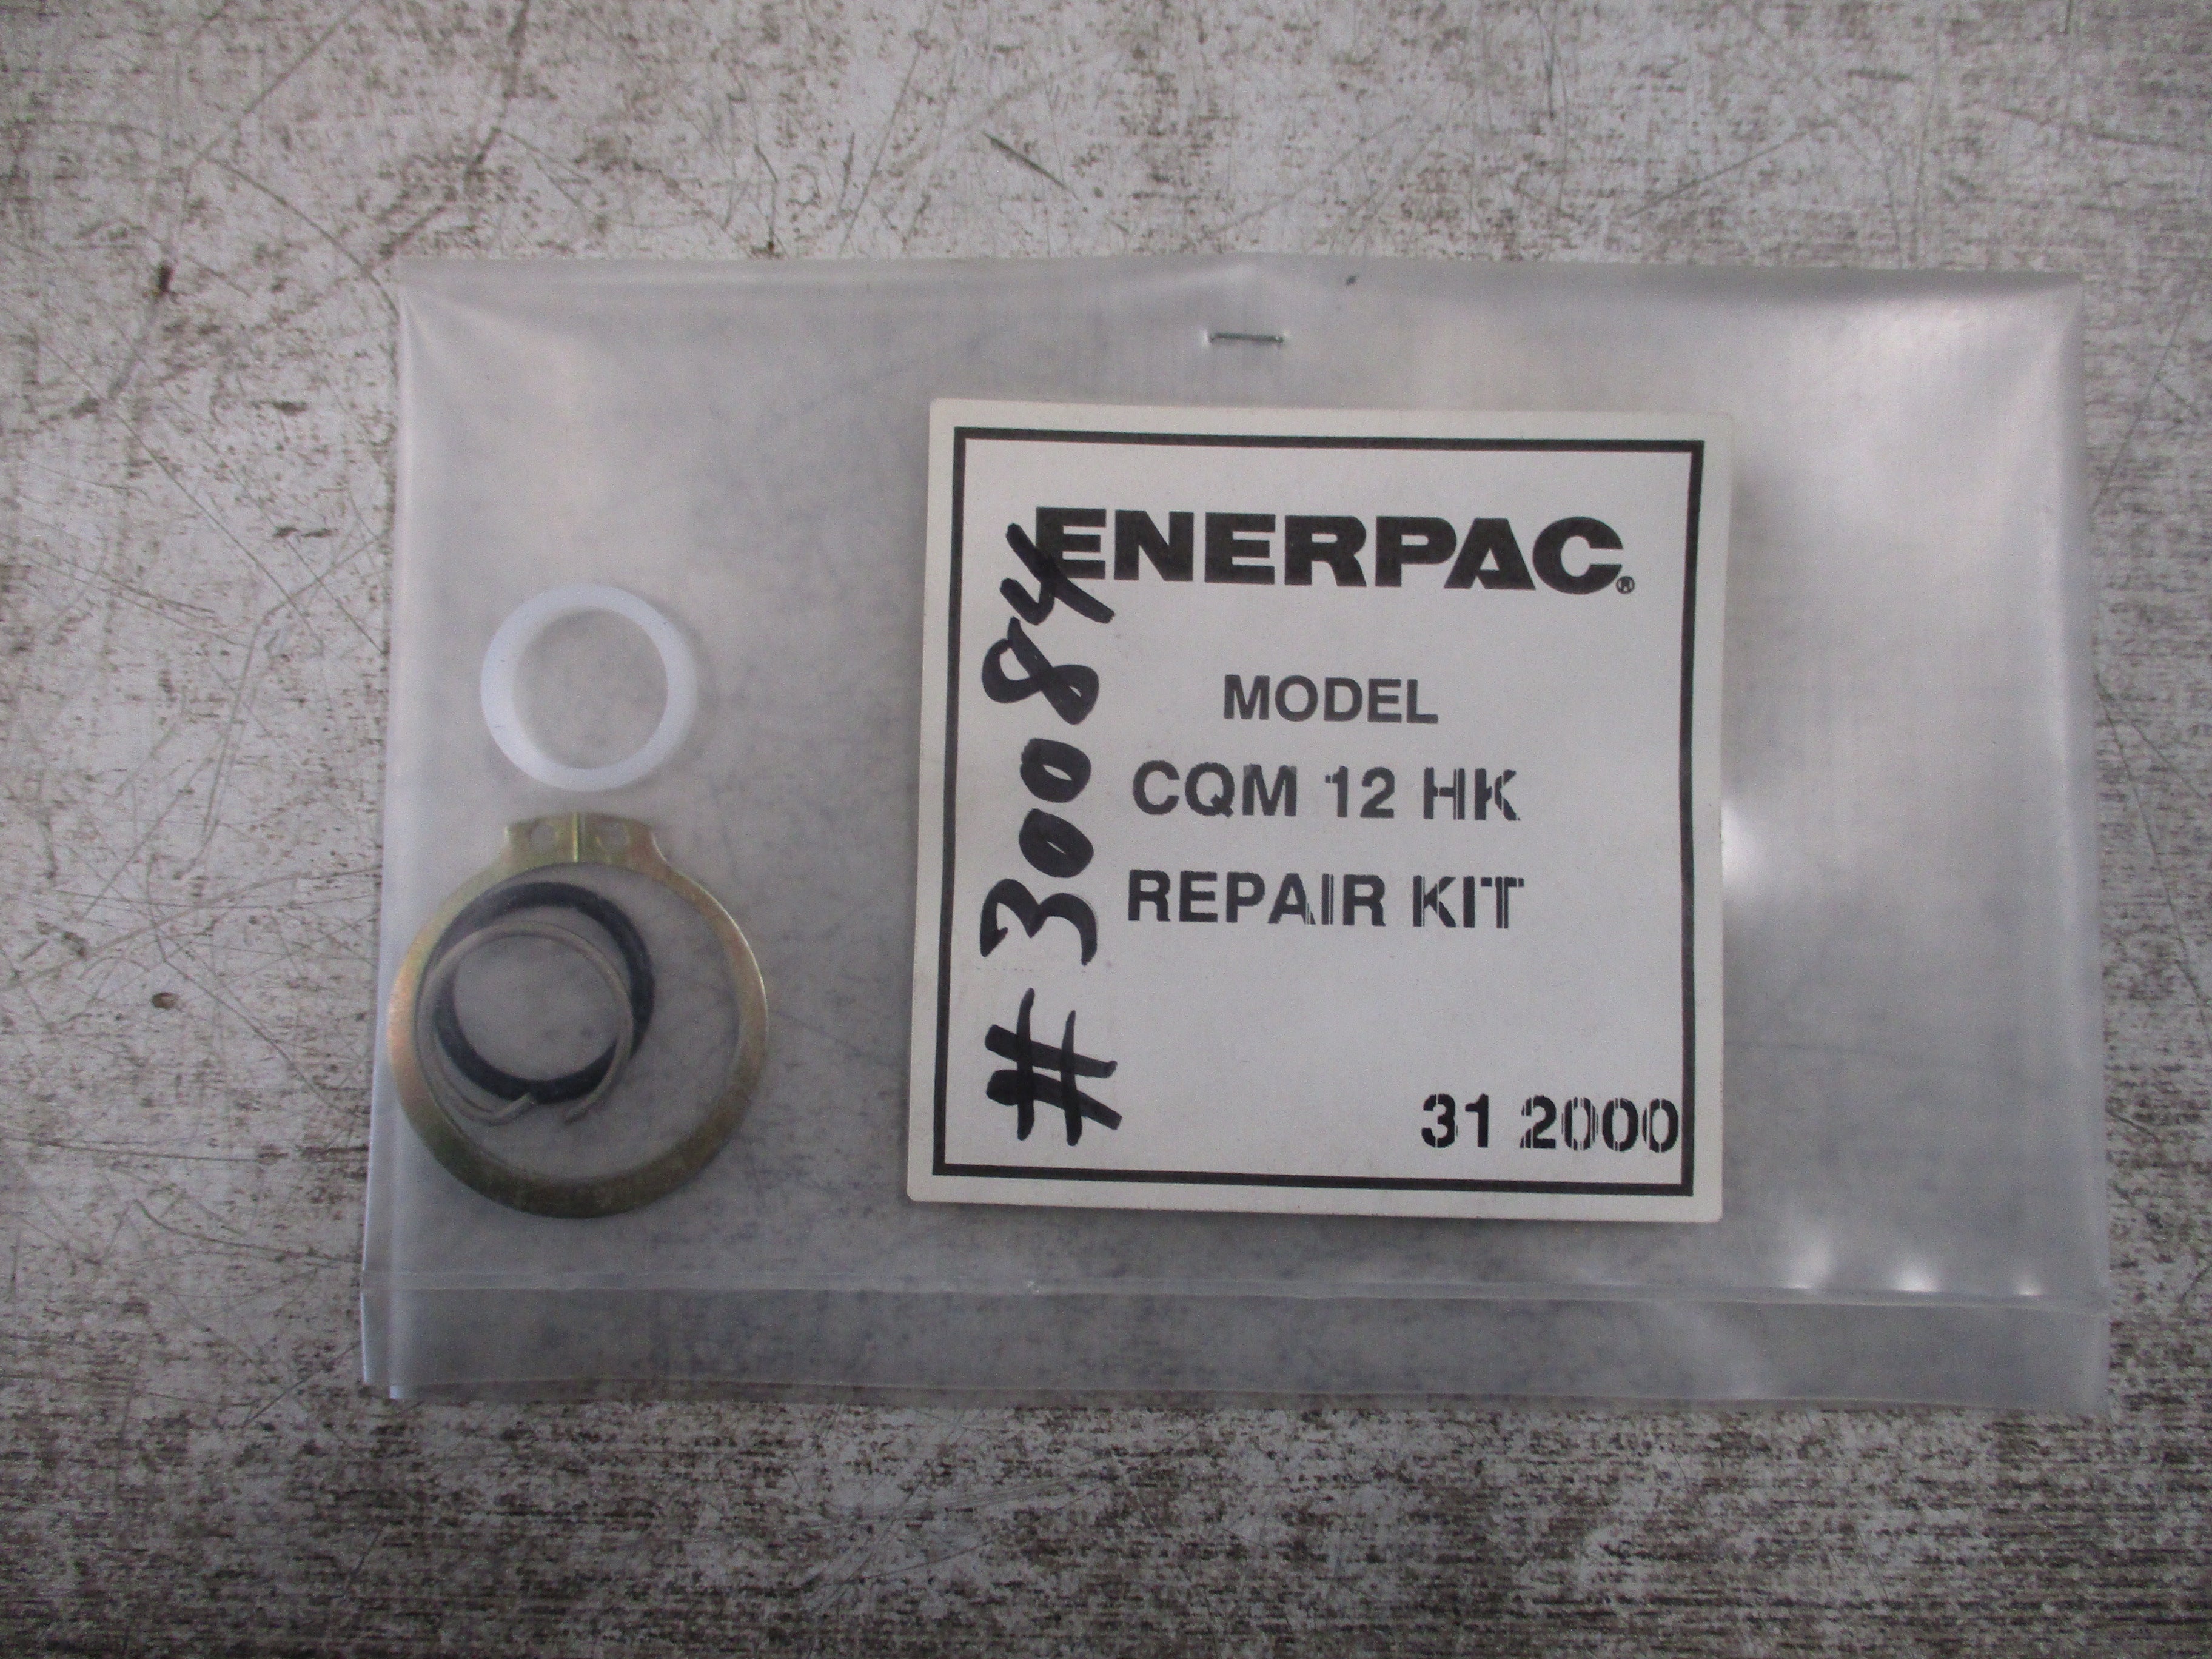 ENERPAC®
MODEL
CQM 12 HK
REPAIR KIT
31 2000
#30084